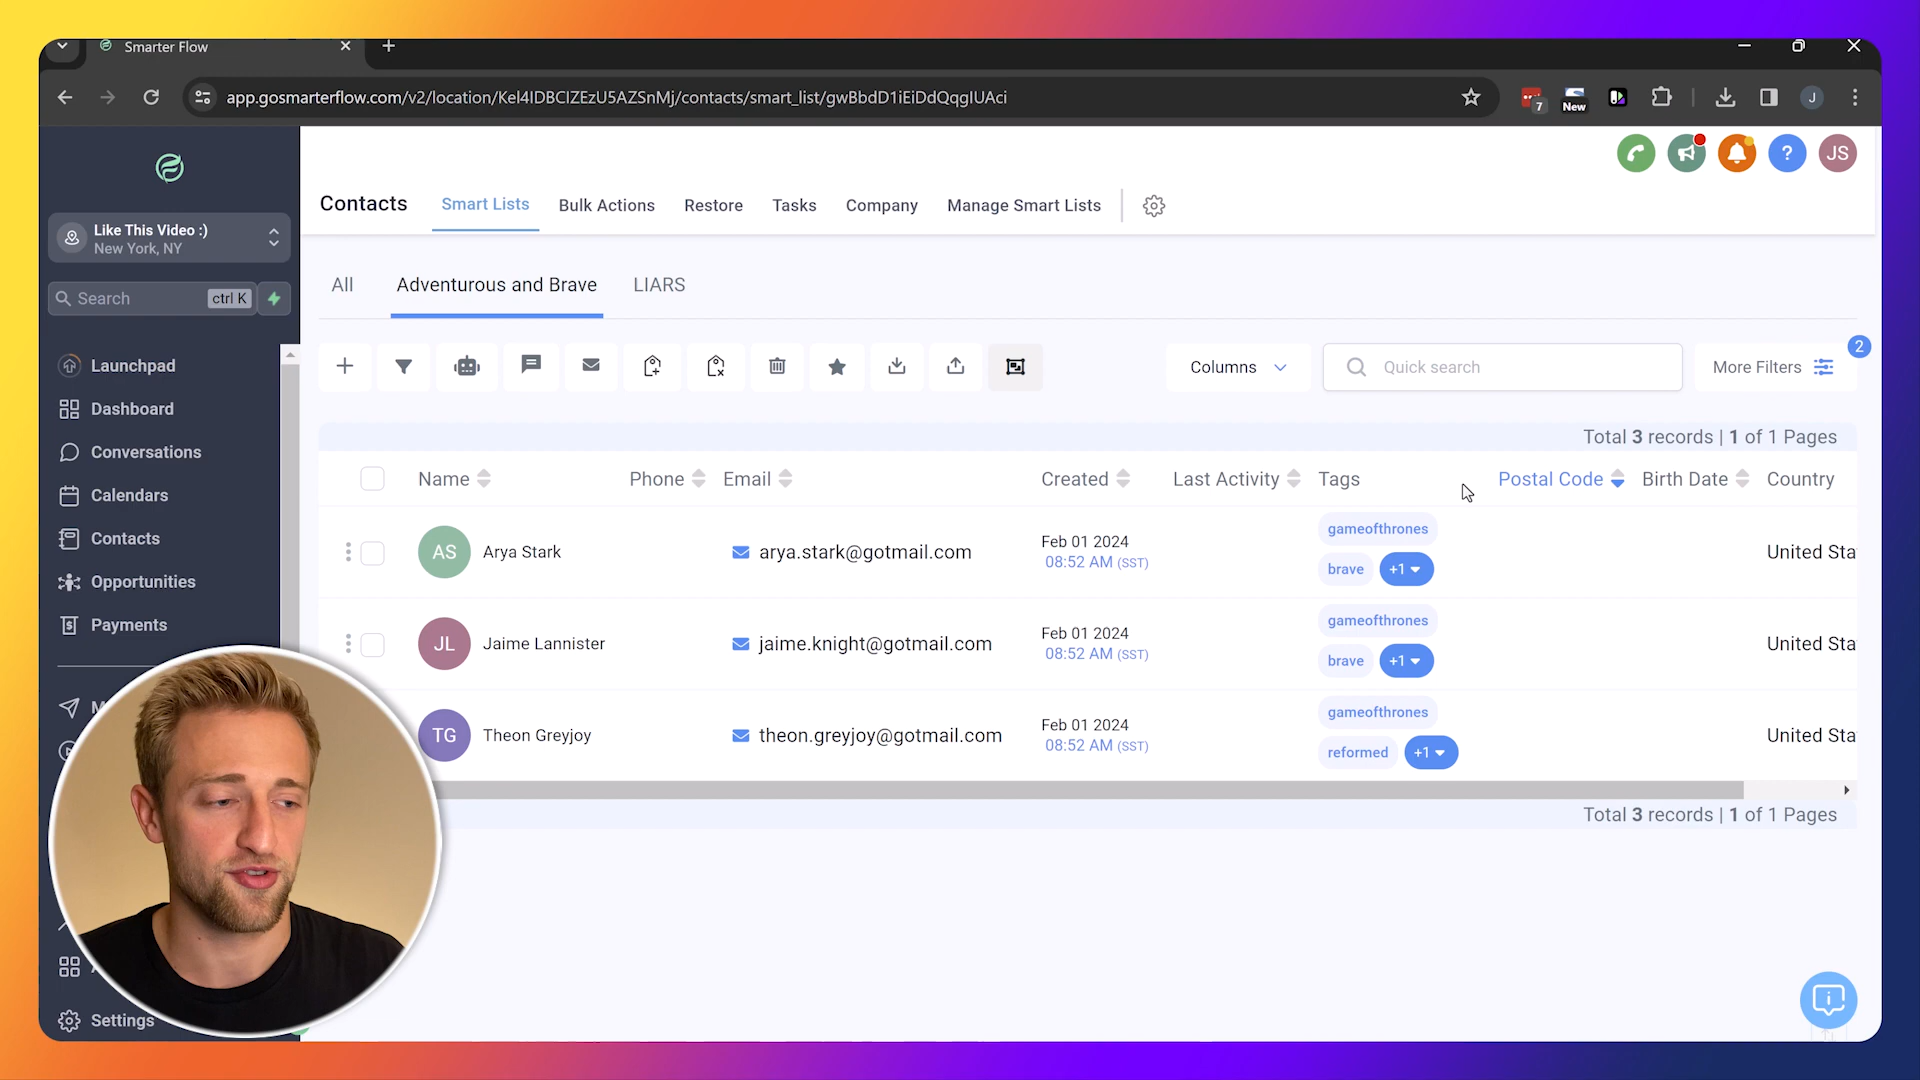 Smarter Flow
app.gosmarterflow.com/v2/location/Kel4IDBCIZEzU5AZSnMj/contacts/smart_list/gwBbdD1iEiDdQqgIUAci
7
New
J
Like This Video :)
New York, NY
Search
ctrl K
Launchpad
Dashboard
Conversations
Calendars
Contacts
Opportunities
Payments
Settings
JS
Contacts
Smart Lists
Bulk Actions
Restore
Tasks
Company
Manage Smart Lists
All
Adventurous and Brave
LIARS
Columns
Quick search
More Filters
2
Total 3 records | 1 of 1 Pages
Name
Phone
Email
Created
Last Activity
Tags
Postal Code
Birth Date
Country
AS
Arya Stark
arya.stark@gotmail.com
Feb 01 2024
08:52 AM (SST)
gameofthrones
brave
+1
United Sta
JL
Jaime Lannister
jaime.knight@gotmail.com
Feb 01 2024
08:52 AM (SST)
gameofthrones
brave
+1
United Sta
TG
Theon Greyjoy
theon.greyjoy@gotmail.com
Feb 01 2024
08:52 AM (SST)
gameofthrones
reformed
+1
United Sta
Total 3 records | 1 of 1 Pages